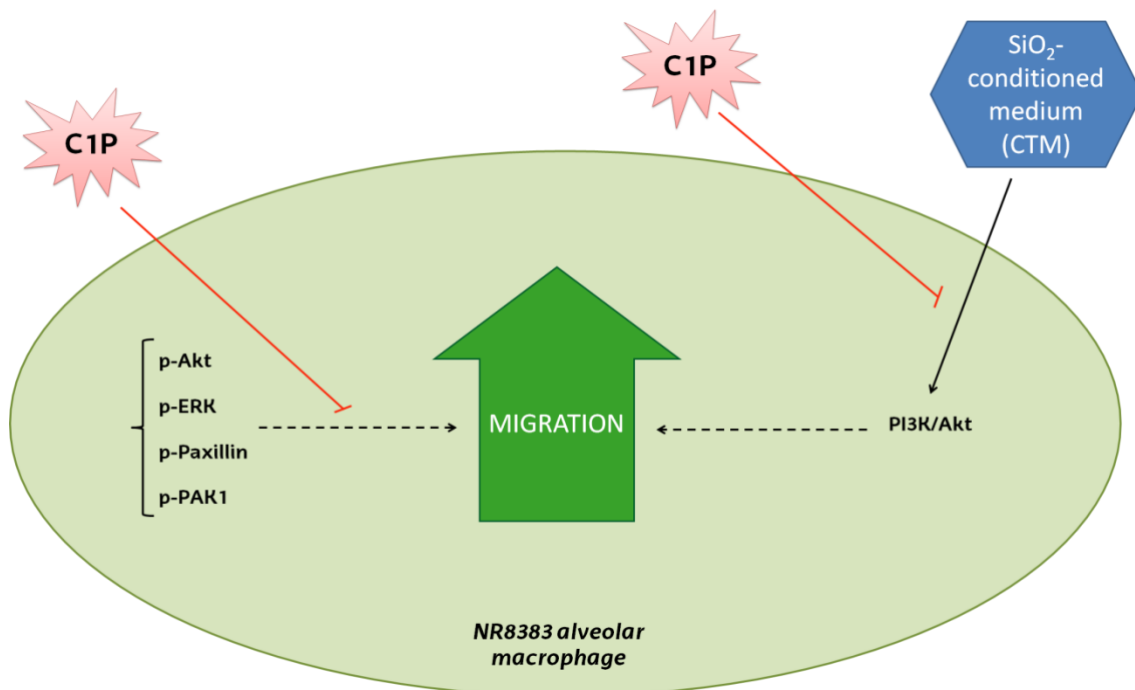 C1P
C1P
SiO₂-
conditioned
medium
(CTM)
p-Akt
p-ERK
p-Paxillin
p-PAK1
MIGRATION
PI3K/Akt
NR8383 alveolar
macrophage